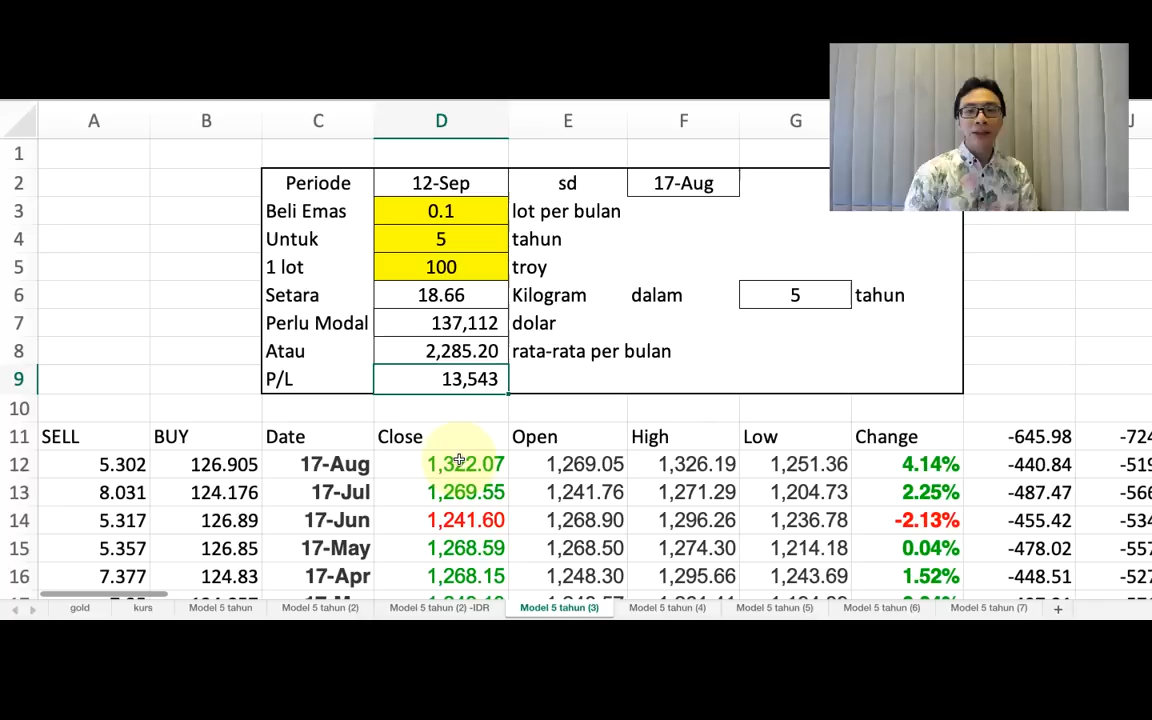 A B C D E F G J
1
2 Periode 12-Sep sd 17-Aug
3 Beli Emas 0.1 lot per bulan
4 Untuk 5 tahun
5 1 lot 100 troy
6 Setara 18.66 Kilogram dalam 5 tahun
7 Perlu Modal 137,112 dolar
8 Atau 2,285.20 rata-rata per bulan
9 P/L 13,543
10
11 SELL BUY Date Close Open High Low Change -645.98 -724
12 5.302 126.905 17-Aug 1,322.07 1,269.05 1,326.19 1,251.36 4.14% -440.84 -519
13 8.031 124.176 17-Jul 1,269.55 1,241.76 1,271.29 1,204.73 2.25% -487.47 -566
14 5.317 126.89 17-Jun 1,241.60 1,268.90 1,296.26 1,236.78 -2.13% -455.42 -534
15 5.357 126.85 17-May 1,268.59 1,268.50 1,274.30 1,214.18 0.04% -478.02 -557
16 7.377 124.83 17-Apr 1,268.15 1,248.30 1,295.66 1,243.69 1.52% -448.51 -527
gold kurs Model 5 tahun Model 5 tahun (2) Model 5 tahun (2) -IDR Model 5 tahun (3) Model 5 tahun (4) Model 5 tahun (5) Model 5 tahun (6) Model 5 tahun (7) +